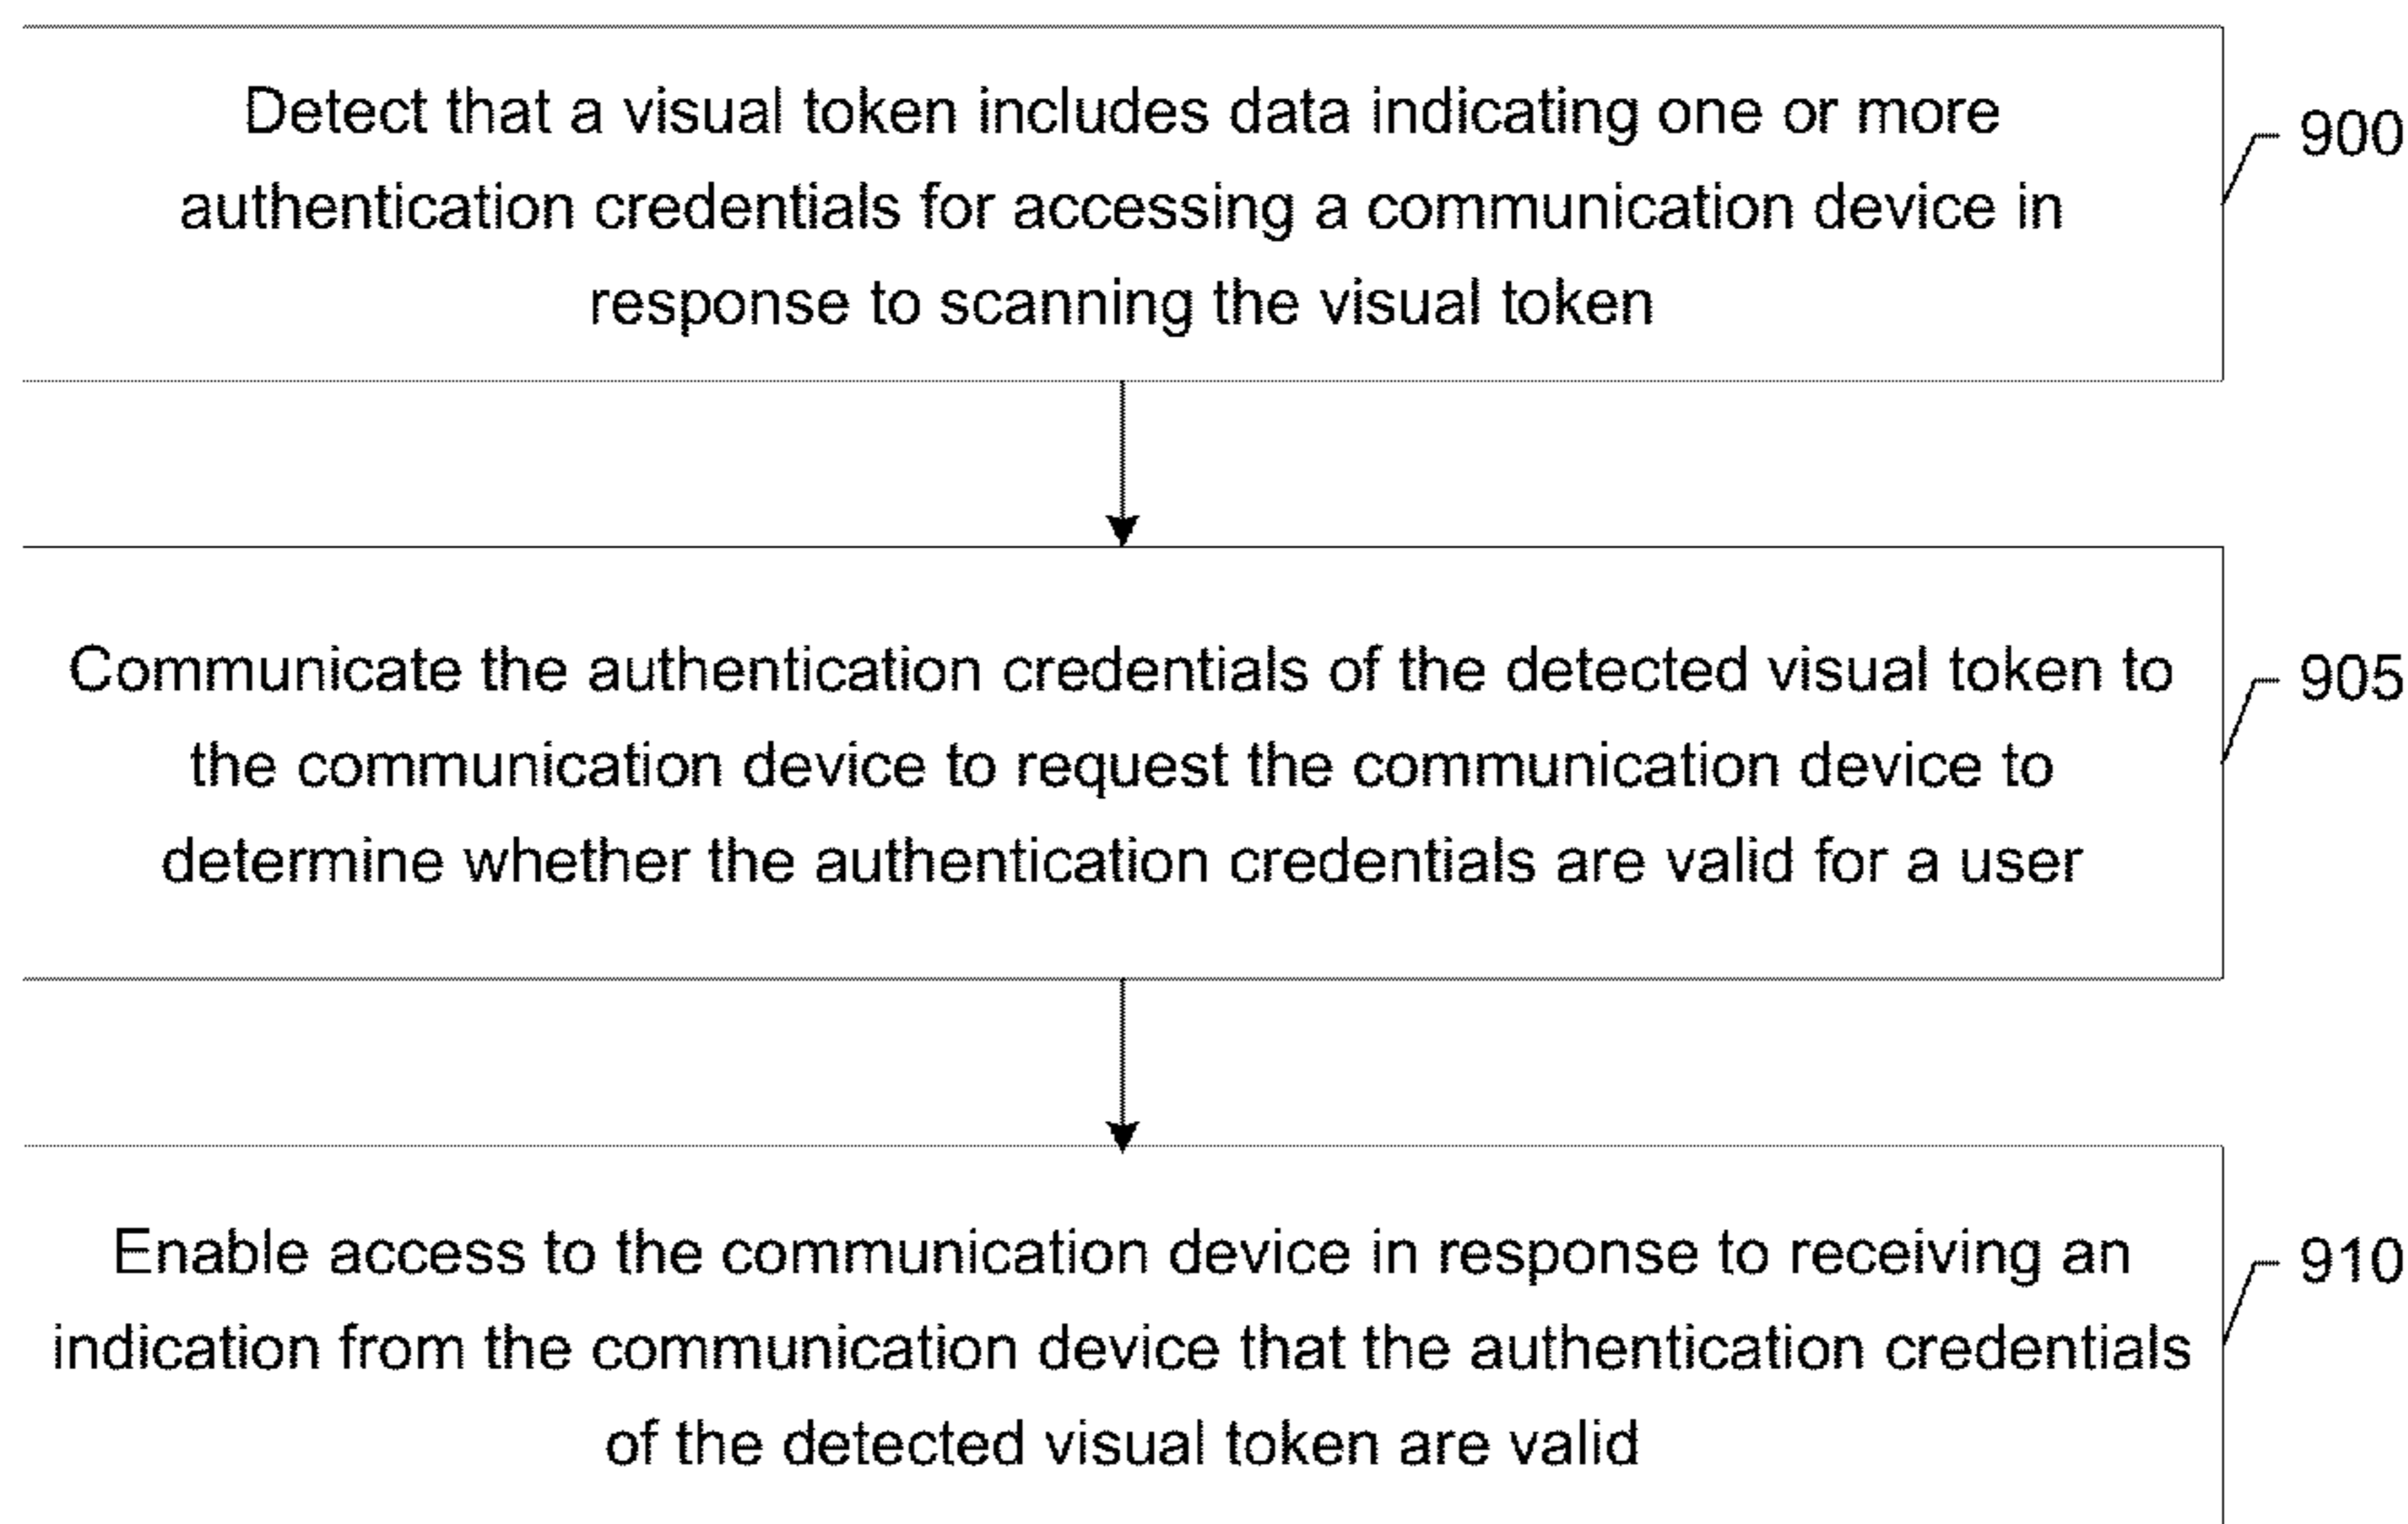 Detect that a visual token includes data indicating one or more
authentication credentials for accessing a communication device in
response to scanning the visual token
900
Communicate the authentication credentials of the detected visual token to
the communication device to request the communication device to
determine whether the authentication credentials are valid for a user
905
Enable access to the communication device in response to receiving an
indication from the communication device that the authentication credentials
of the detected visual token are valid
910